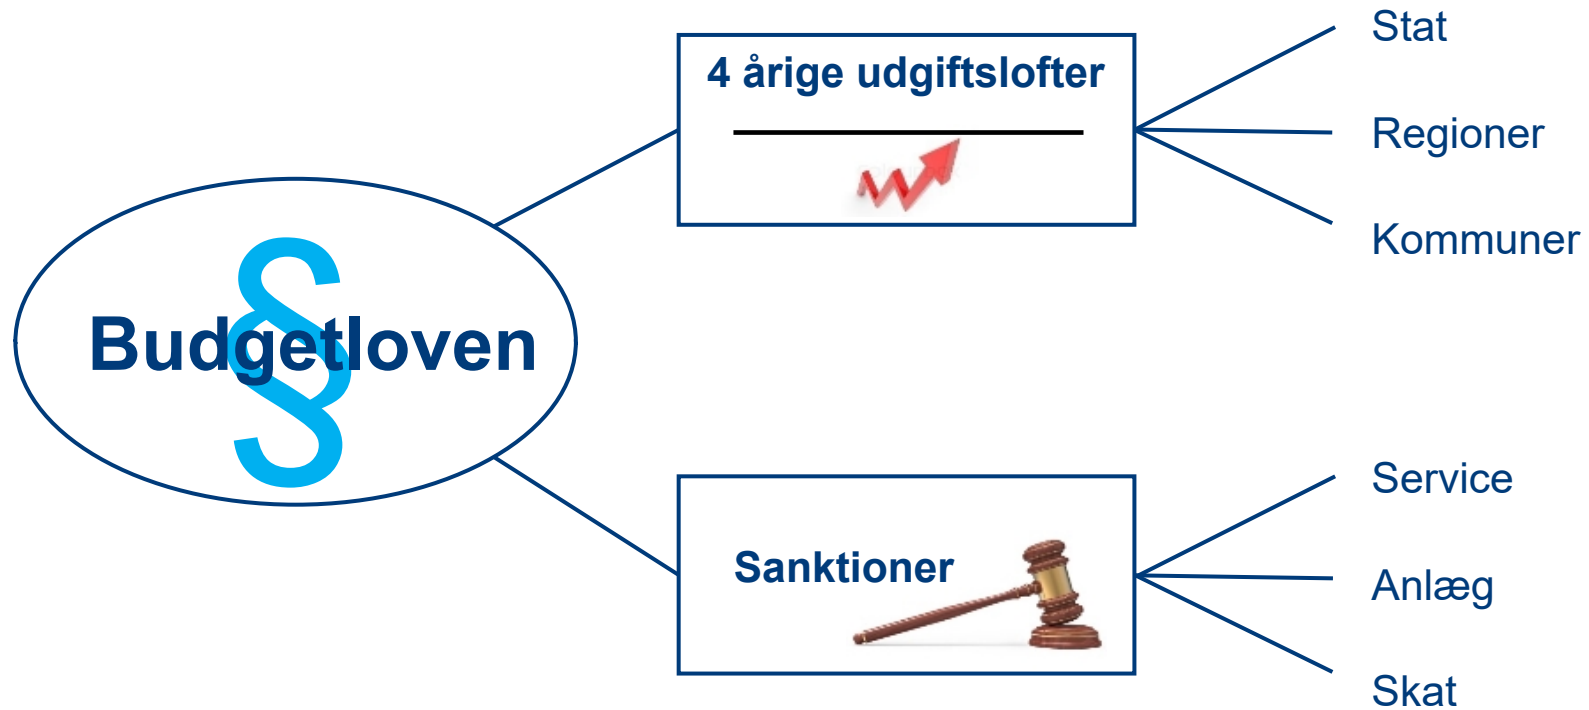 §
Budgetloven
4 årige udgiftslofter
Stat
Regioner
Kommuner
Sanktioner
Service
Anlæg
Skat